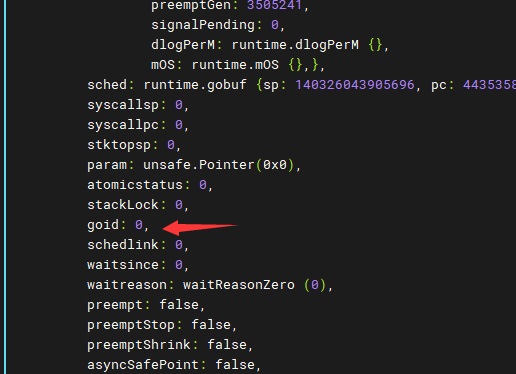 preemptGen: 3505241,
signalPending: 0,
dlogPerM: runtime.dlogPerM {},
mOS: runtime.mOS {},},
sched: runtime.gobuf {sp: 140326043905696, pc: 4435358
syscallsp: 0,
syscallpc: 0,
stktopsp: 0,
param: unsafe.Pointer(0x0),
atomicstatus: 0,
stackLock: 0,
goid: 0,
schedlink: 0,
waitsince: 0,
waitreason: waitReasonZero (0),
preempt: false,
preemptStop: false,
preemptShrink: false,
asyncSafePoint: false,